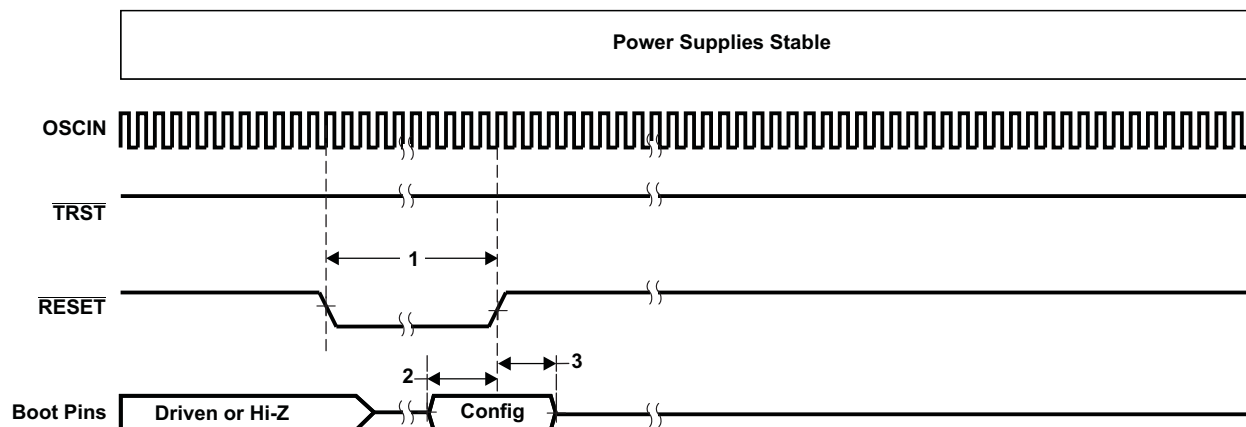 Power Supplies Stable
OSCIN
TRST
1
RESET
2
3
Boot Pins
Driven or Hi-Z
Config